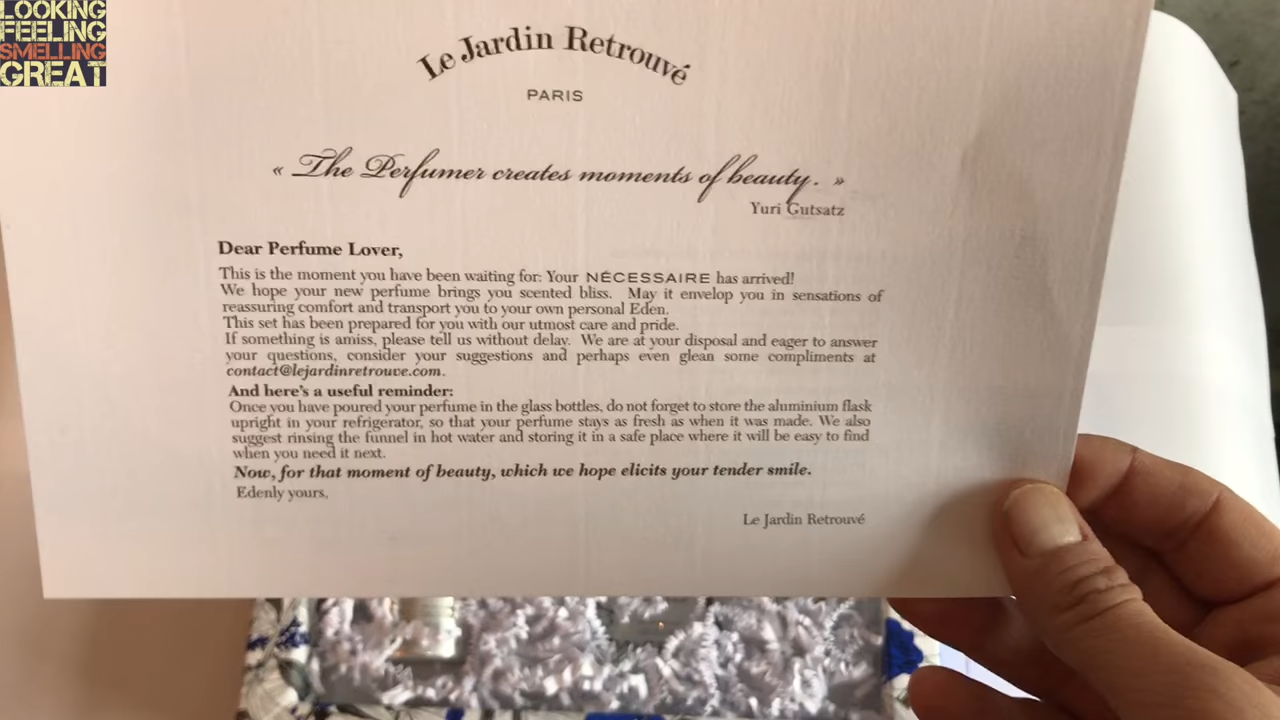 LOOKING
FEELING
SMELLING
GREAT
Le Jardin Retrouvé
PARIS
« The Perfumer creates moments of beauty. »
Yuri Gutsatz
Dear Perfume Lover,
This is the moment you have been waiting for: Your NÉCESSAIRE has arrived!
We hope your new perfume brings you scented bliss. May it envelop you in sensations of
reassuring comfort and transport you to your own personal Eden.
This set has been prepared for you with our utmost care and pride.
If something is amiss, please tell us without delay. We are at your disposal and eager to answer
your questions, consider your suggestions and perhaps even glean some compliments at
contact@lejardinretrouve.com.
And here's a useful reminder:
Once you have poured your perfume in the glass bottles, do not forget to store the aluminium flask
upright in your refrigerator, so that your perfume stays as fresh as when it was made. We also
suggest rinsing the funnel in hot water and storing it in a safe place where it will be easy to find
when you need it next.
Now, for that moment of beauty, which we hope elicits your tender smile.
Edenly yours,
Le Jardin Retrouvé